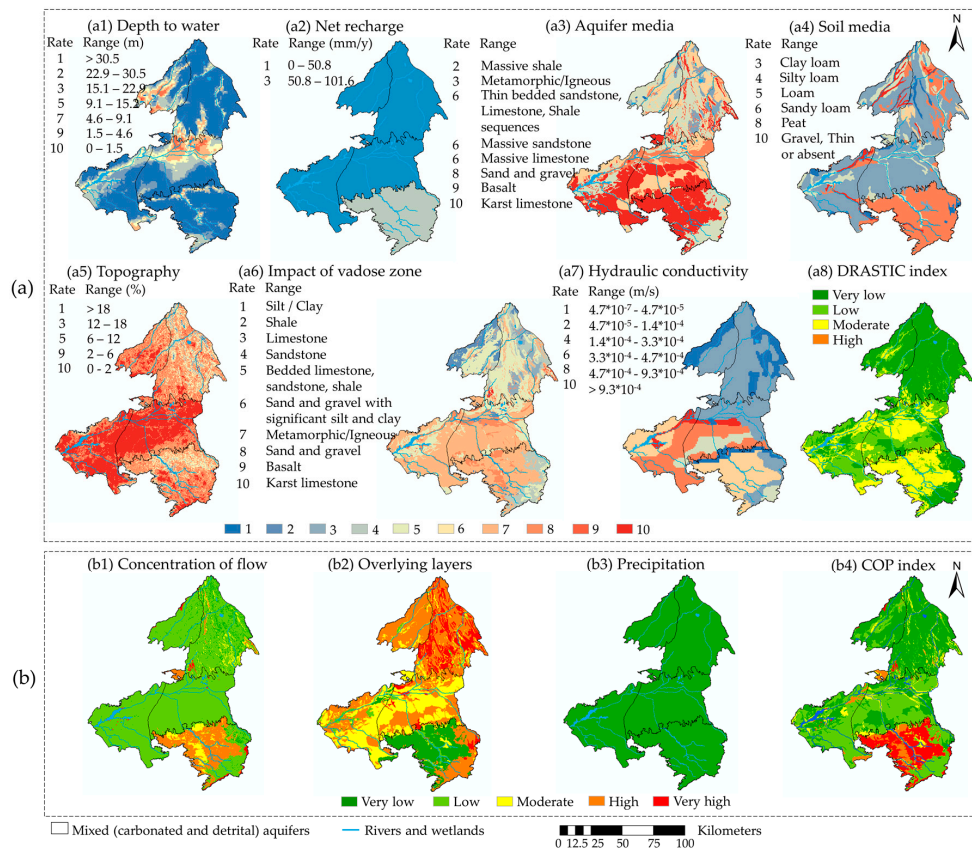 (a1) Depth to water
Rate Range (m)
1 > 30.5
2 22.9 – 30.5
3 15.1 – 22.9
5 9.1 – 15.2
7 4.6 – 9.1
9 1.5 – 4.6
10 0 – 1.5
(a2) Net recharge
Rate Range (mm/y)
1 0 – 50.8
3 50.8 – 101.6
(a3) Aquifer media
Rate Range
2 Massive shale
3 Metamorphic/Igneous
6 Thin bedded sandstone,
Limestone, Shale
sequences
6 Massive sandstone
6 Massive limestone
8 Sand and gravel
9 Basalt
10 Karst limestone
(a4) Soil media
Rate Range
3 Clay loam
4 Silty loam
5 Loam
6 Sandy loam
8 Peat
10 Gravel, Thin
or absent
N
(a)
(a5) Topography
Rate Range (%)
1 > 18
3 12 – 18
5 6 – 12
9 2 – 6
10 0 – 2
(a6) Impact of vadose zone
Rate Range
1 Silt / Clay
2 Shale
3 Limestone
4 Sandstone
5 Bedded limestone,
sandstone, shale
6 Sand and gravel with
significant silt and clay
7 Metamorphic/Igneous
8 Sand and gravel
9 Basalt
10 Karst limestone
(a7) Hydraulic conductivity
Rate Range (m/s)
1 4.7*10⁻⁷ - 4.7*10⁻⁵
2 4.7*10⁻⁵ - 1.4*10⁻⁴
4 1.4*10⁻⁴ - 3.3*10⁻⁴
6 3.3*10⁻⁴ - 4.7*10⁻⁴
8 4.7*10⁻⁴ - 9.3*10⁻⁴
10 > 9.3*10⁻⁴
(a8) DRASTIC index
Very low
Low
Moderate
High
1 2 3 4 5 6 7 8 9 10
(b)
(b1) Concentration of flow
(b2) Overlying layers
(b3) Precipitation
(b4) COP index
N
Very low Low Moderate High Very high
Mixed (carbonated and detrital) aquifers
Rivers and wetlands
Kilometers
0 12.5 25 50 75 100